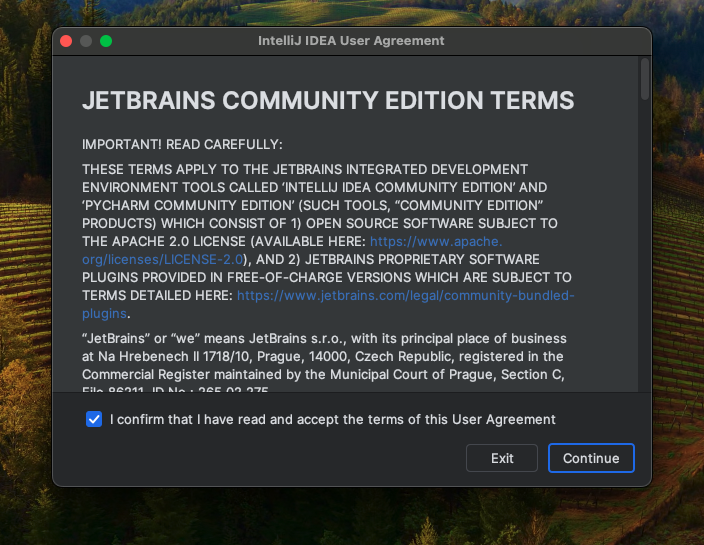 IntelliJ IDEA User Agreement
JETBRAINS COMMUNITY EDITION TERMS
IMPORTANT! READ CAREFULLY:
THESE TERMS APPLY TO THE JETBRAINS INTEGRATED DEVELOPMENT
ENVIRONMENT TOOLS CALLED ‘INTELLIJ IDEA COMMUNITY EDITION’ AND
‘PYCHARM COMMUNITY EDITION’ (SUCH TOOLS, “COMMUNITY EDITION”
PRODUCTS) WHICH CONSIST OF 1) OPEN SOURCE SOFTWARE SUBJECT TO
THE APACHE 2.0 LICENSE (AVAILABLE HERE: https://www.apache.
org/licenses/LICENSE-2.0), AND 2) JETBRAINS PROPRIETARY SOFTWARE
PLUGINS PROVIDED IN FREE-OF-CHARGE VERSIONS WHICH ARE SUBJECT TO
TERMS DETAILED HERE: https://www.jetbrains.com/legal/community-bundled-
plugins.
“JetBrains” or “we” means JetBrains s.r.o., with its principal place of business
at Na Hrebenech II 1718/10, Prague, 14000, Czech Republic, registered in the
Commercial Register maintained by the Municipal Court of Prague, Section C,
I confirm that I have read and accept the terms of this User Agreement
Exit
Continue